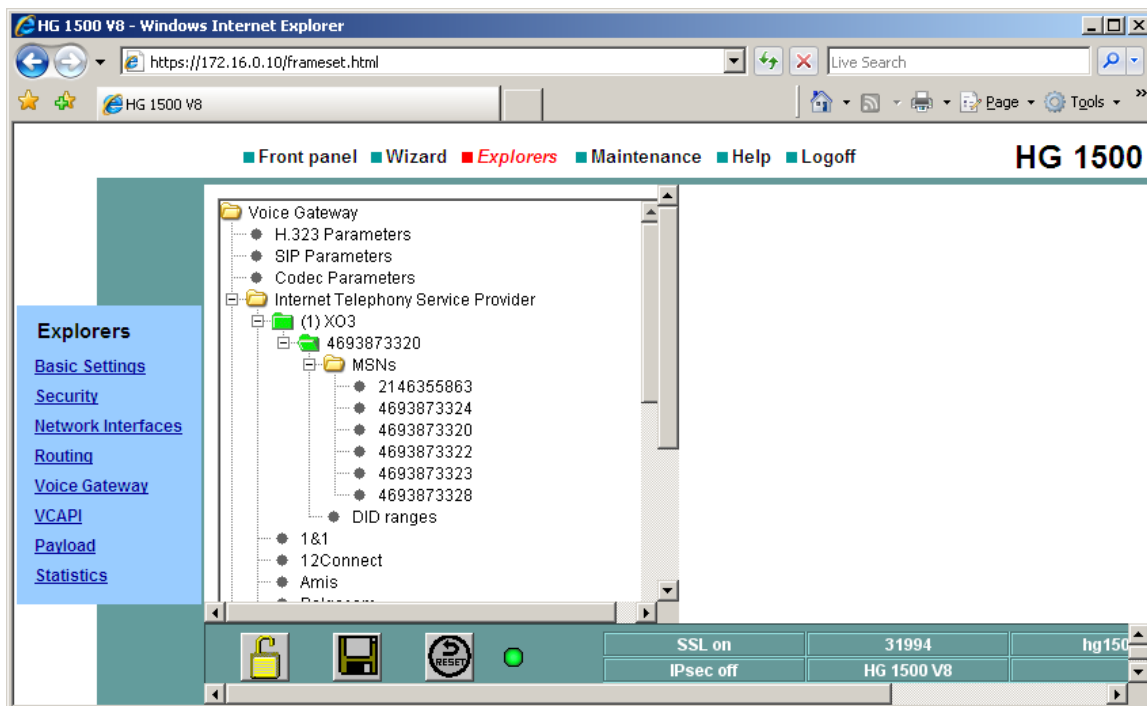 HG 1500 V8 - Windows Internet Explorer
https://172.16.0.10/frameset.html
Live Search
HG 1500 V8
Page
Tools
»
Front panel Wizard Explorers Maintenance Help Logoff
HG 1500
Explorers
Basic Settings
Security
Network Interfaces
Routing
Voice Gateway
VCAPI
Payload
Statistics
Voice Gateway
H.323 Parameters
SIP Parameters
Codec Parameters
Internet Telephony Service Provider
(1) XO3
4693873320
MSNs
2146355863
4693873324
4693873320
4693873322
4693873323
4693873328
DID ranges
1&1
12Connect
Amis
RESET
SSL on 31994 hg150
IPsec off HG 1500 V8